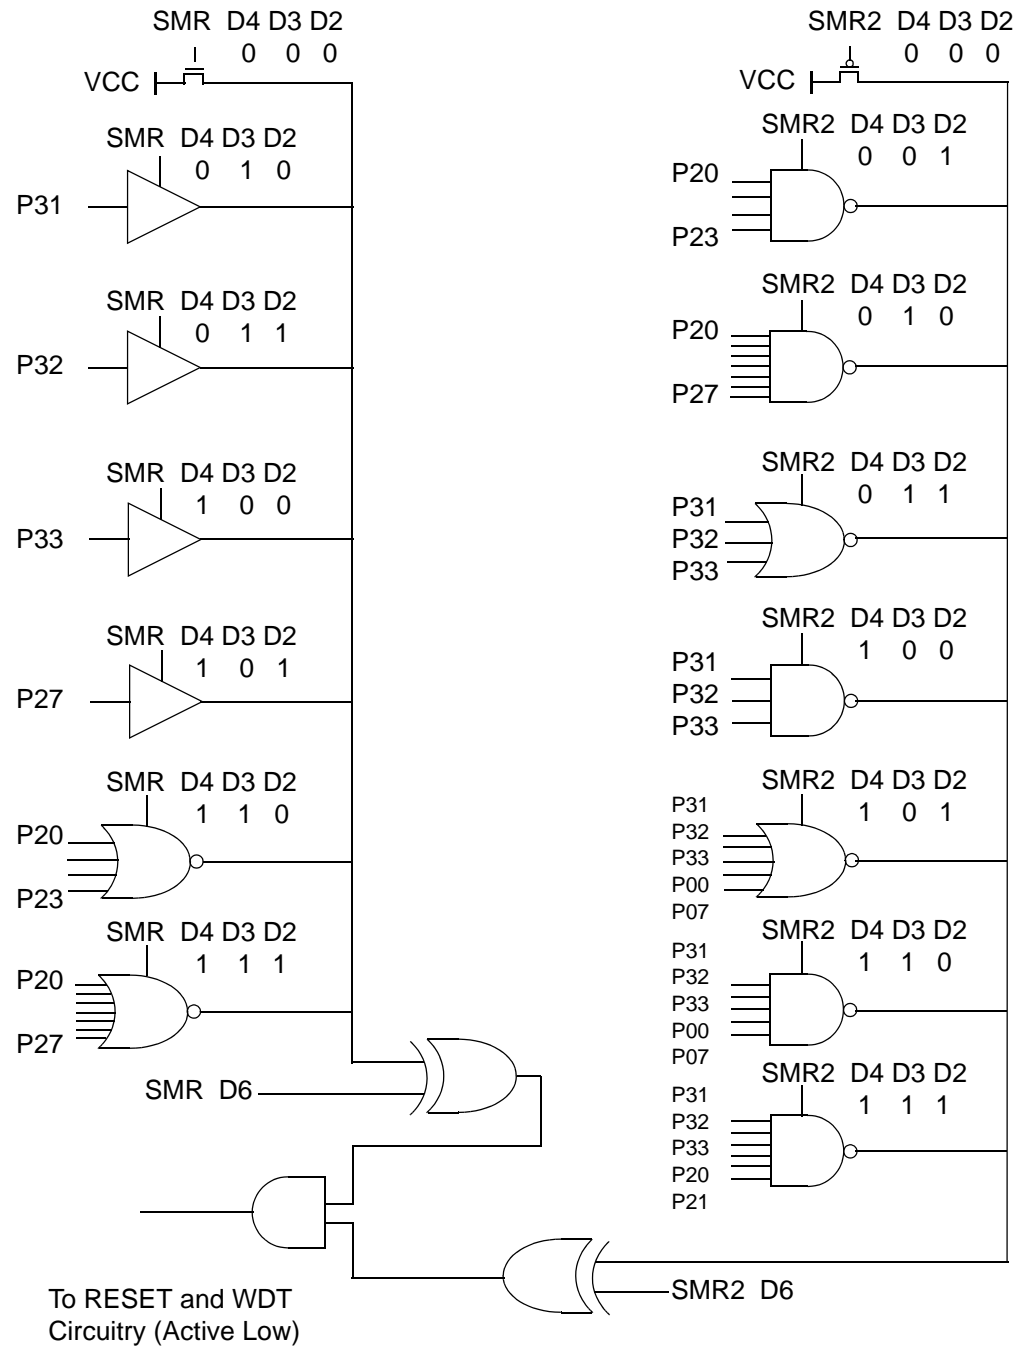 SMR D4 D3 D2
0 0 0
VCC
SMR D4 D3 D2
0 1 0
P31
SMR D4 D3 D2
0 1 1
P32
SMR D4 D3 D2
1 0 0
P33
SMR D4 D3 D2
1 0 1
P27
SMR D4 D3 D2
1 1 0
P20
P23
SMR D4 D3 D2
1 1 1
P20
P27
SMR D6
To RESET and WDT
Circuitry (Active Low)
SMR2 D4 D3 D2
0 0 0
VCC
SMR2 D4 D3 D2
0 0 1
P20
P23
SMR2 D4 D3 D2
0 1 0
P20
P27
SMR2 D4 D3 D2
0 1 1
P31
P32
P33
SMR2 D4 D3 D2
1 0 0
P31
P32
P33
SMR2 D4 D3 D2
1 0 1
P31
P32
P33
P00
P07
SMR2 D4 D3 D2
1 1 0
P31
P32
P33
P00
P07
SMR2 D4 D3 D2
1 1 1
P31
P32
P33
P20
P21
SMR2 D6